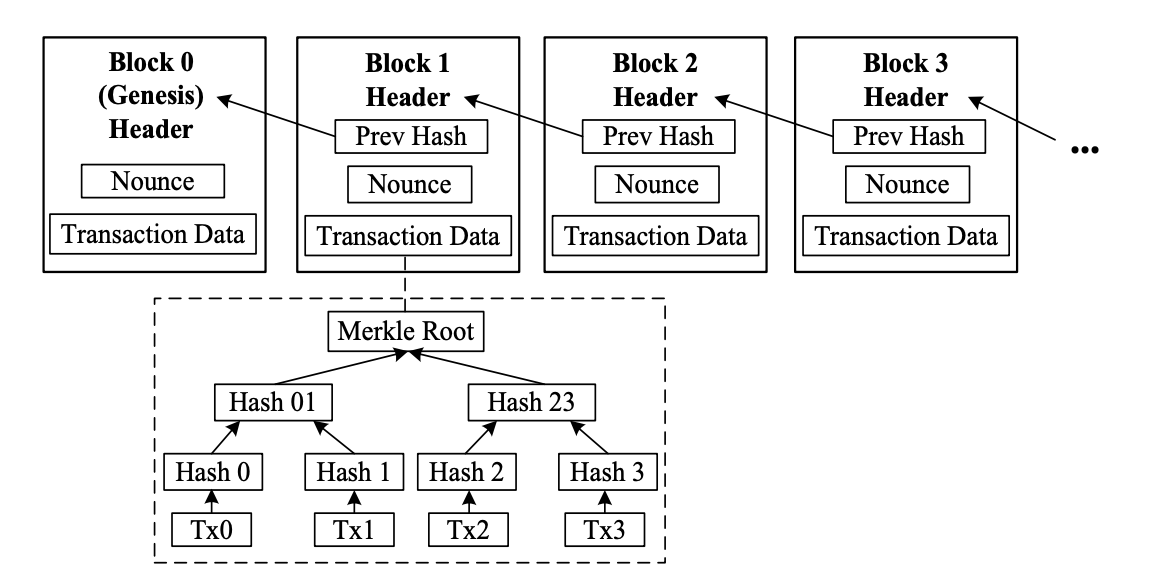 Block 0
(Genesis)
Header
Nounce
Transaction Data
Block 1
Header
Prev Hash
Nounce
Transaction Data
Block 2
Header
Prev Hash
Nounce
Transaction Data
Block 3
Header
Prev Hash
Nounce
Transaction Data
...
Merkle Root
Hash 01
Hash 23
Hash 0
Hash 1
Hash 2
Hash 3
Tx0
Tx1
Tx2
Tx3